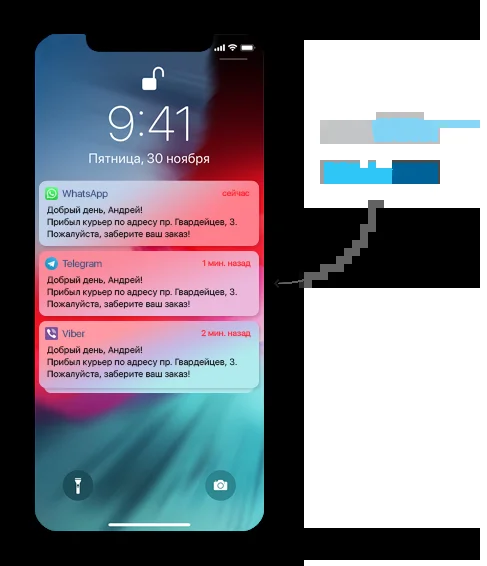 9:41
Пятница, 30 ноября
WhatsApp сейчас
Добрый день, Андрей!
Прибыл курьер по адресу пр. Гвардейцев, 3.
Пожалуйста, заберите ваш заказ!
Telegram 1 мин. назад
Добрый день, Андрей!
Прибыл курьер по адресу пр. Гвардейцев, 3.
Пожалуйста, заберите ваш заказ!
Viber 2 мин. назад
Добрый день, Андрей!
Прибыл курьер по адресу пр. Гвардейцев, 3.
Пожалуйста, заберите ваш заказ!